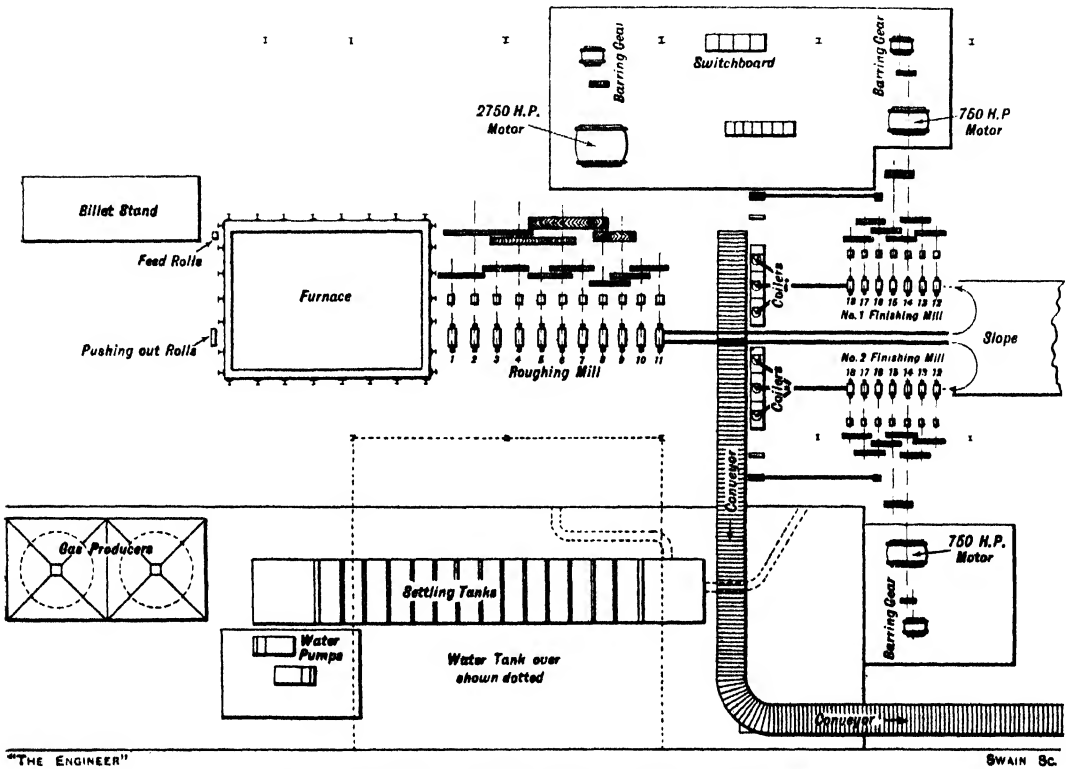 Barring Gear
Switchboard
Barring Gear
2750 H.P.
Motor
750 H.P
Motor
Billet Stand
Feed Rolls
Furnace
Pushing out Rolls
1 2 3 4 5 6 7 8 9 10 11
Roughing Mill
Coilers
18 17 16 15 14 13 12
No. 1 Finishing Mill
Slope
No. 2 Finishing Mill
18 17 16 15 14 13 12
Coilers
Conveyor
Gas Producers
Settling Tanks
750 H.P.
Motor
Barring Gear
Water
Pumps
Water Tank over
shown dotted
Conveyor
"THE ENGINEER"
SWAIN SC.